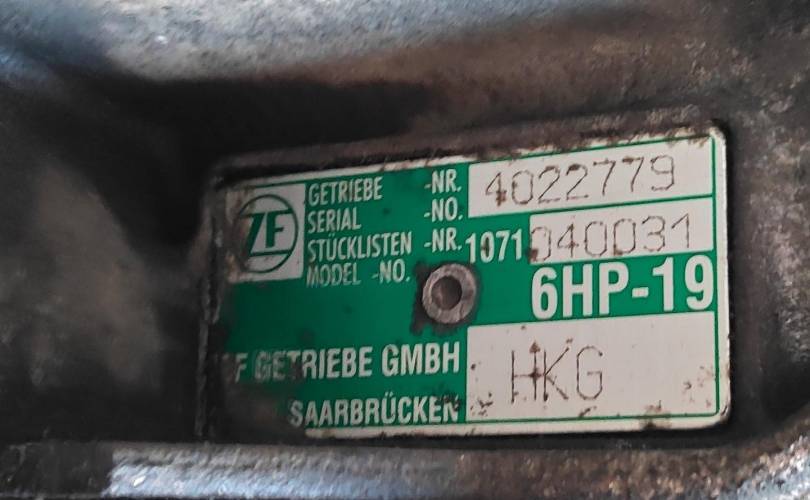 ZF
GETRIEBE -NR. 4022779
SERIAL -NO.
STÜCKLISTEN -NR. 1071 040031
MODEL -NO.
6HP-19
F GETRIEBE GMBH
SAARBRÜCKEN
HKG